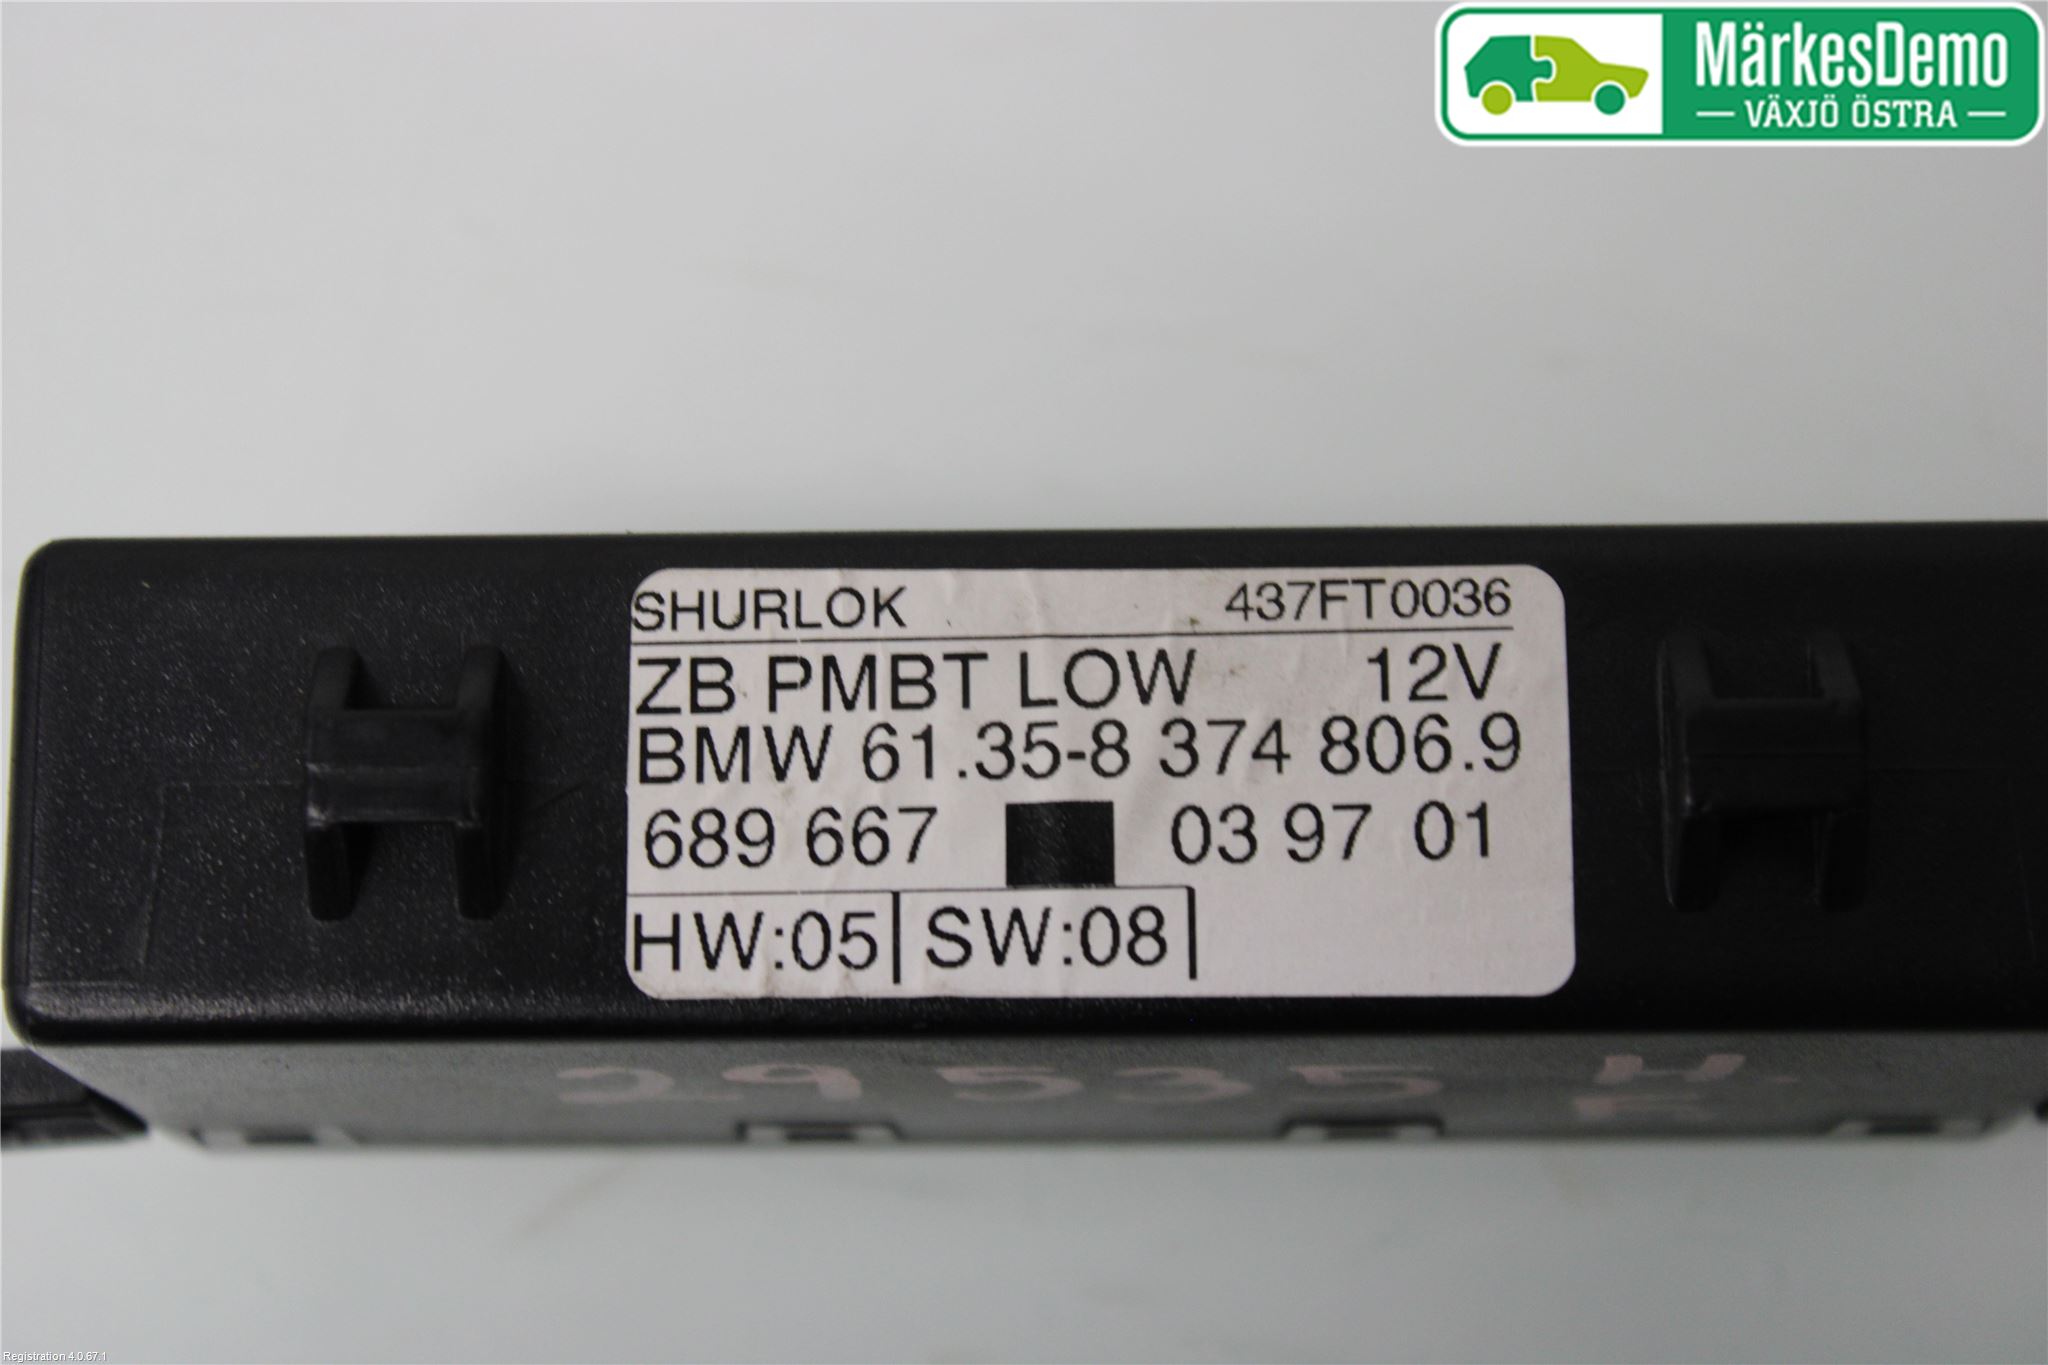 MärkesDemo
VÄXJÖ ÖSTRA
SHURLOK 437FT0036
ZB PMBT LOW 12V
BMW 61.35-8 374 806.9
689 667 03 97 01
HW:05 SW:08
29535 H.
K
Registration 4.0.67.1